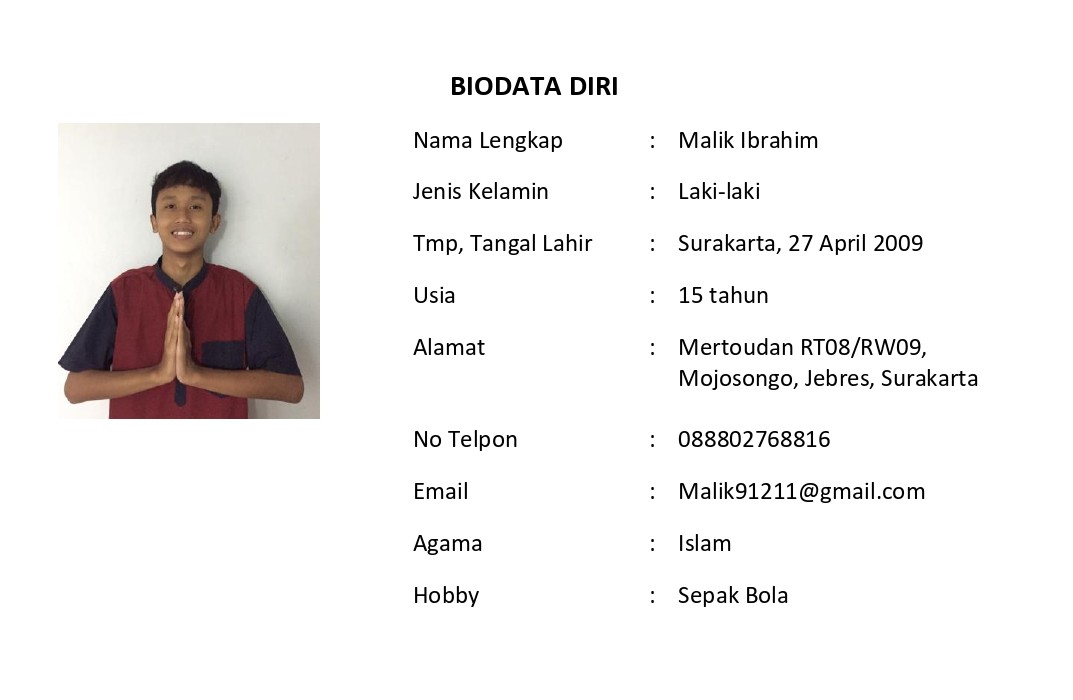 BIODATA DIRI
Nama Lengkap : Malik Ibrahim
Jenis Kelamin : Laki-laki
Tmp, Tangal Lahir : Surakarta, 27 April 2009
Usia : 15 tahun
Alamat : Mertoudan RT08/RW09,
Mojosongo, Jebres, Surakarta
No Telpon : 088802768816
Email : Malik91211@gmail.com
Agama : Islam
Hobby : Sepak Bola